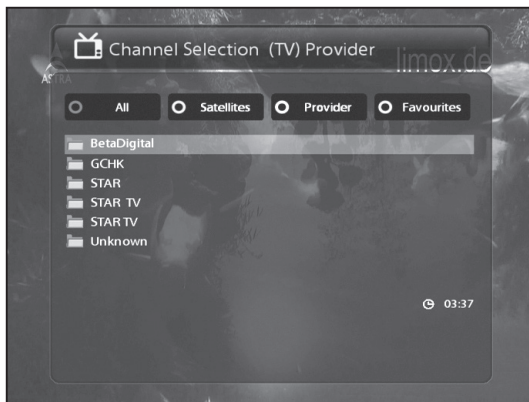 Channel Selection (TV) Provider
limox.de
ASTRA
All Satellites Provider Favourites
BetaDigital
GCHK
STAR
STAR TV
STAR TV
Unknown
03:37